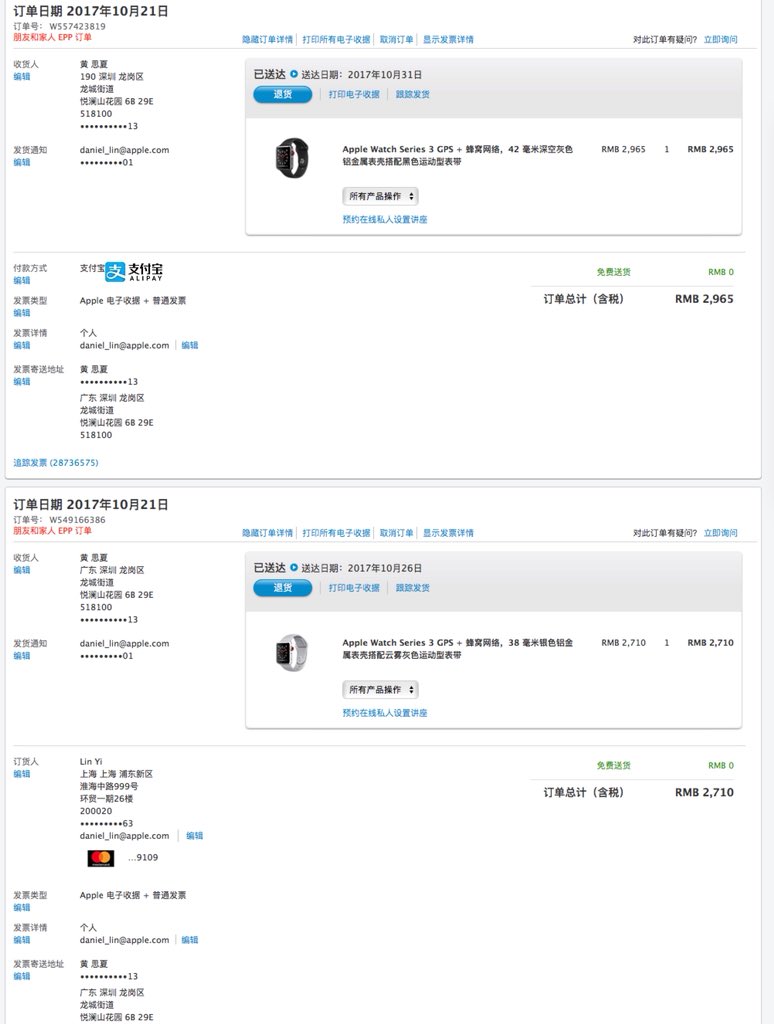 订单日期 2017年10月21日
订单号： W557423819
朋友和家人 EPP 订单
隐藏订单详情 打印所有电子收据 取消订单 显示发货详情
对此订单有疑问? 立即询问
收货人
编辑
黄 思夏
190 深圳 龙岗区
龙城街道
悦澜山花园 6B 29E
518100
••••••••••13
发货通知
编辑
daniel_lin@apple.com
•••••••••01
已送达 送达日期：2017年10月31日
退货 打印电子收据 跟踪发货
Apple Watch Series 3 GPS + 蜂窝网络，42 毫米深空灰色
铝金属表壳搭配黑色运动型表带
RMB 2,965 1 RMB 2,965
所有产品操作
预约在线私人设置讲座
付款方式
编辑
支付宝 支付宝
ALIPAY
发票类型
编辑
Apple 电子收据 + 普通发票
发票详情
编辑
个人
daniel_lin@apple.com 编辑
发票寄送地址
编辑
黄 思夏
••••••••••13
广东 深圳 龙岗区
龙城街道
悦澜山花园 6B 29E
518100
免费送货 RMB 0
订单总计（含税） RMB 2,965
追踪发票 (28736575)
订单日期 2017年10月21日
订单号： W549166386
朋友和家人 EPP 订单
隐藏订单详情 打印所有电子收据 取消订单 显示发货详情
对此订单有疑问? 立即询问
收货人
编辑
黄 思夏
广东 深圳 龙岗区
龙城街道
悦澜山花园 6B 29E
518100
••••••••••13
发货通知
编辑
daniel_lin@apple.com
•••••••••01
已送达 送达日期：2017年10月26日
退货 打印电子收据 跟踪发货
Apple Watch Series 3 GPS + 蜂窝网络，38 毫米银色铝金
属表壳搭配云雾灰色运动型表带
RMB 2,710 1 RMB 2,710
所有产品操作
预约在线私人设置讲座
订货人
编辑
Lin Yi
上海 上海 浦东新区
淮海中路999号
环贸一期26楼
200020
•••••••••63
daniel_lin@apple.com 编辑
...9109
免费送货 RMB 0
订单总计（含税） RMB 2,710
发票类型
编辑
Apple 电子收据 + 普通发票
发票详情
编辑
个人
daniel_lin@apple.com 编辑
发票寄送地址
编辑
黄 思夏
••••••••••13
广东 深圳 龙岗区
龙城街道
悦澜山花园 6B 29E